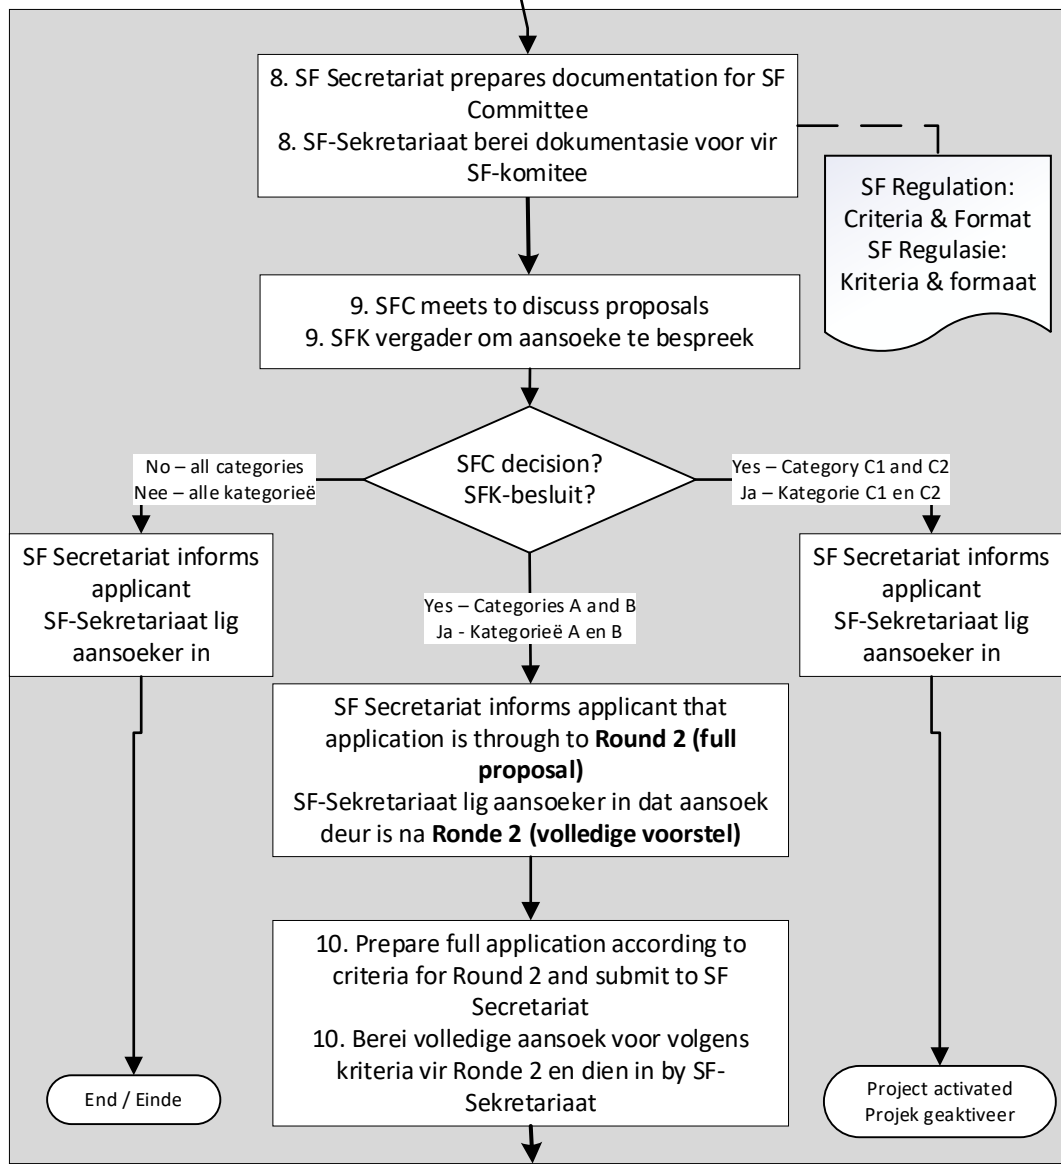 8. SF Secretariat prepares documentation for SF
Committee
8. SF-Sekretariaat berei dokumentasie voor vir
SF-komitee
SF Regulation:
Criteria & Format
SF Regulasie:
Kriteria & formaat
9. SFC meets to discuss proposals
9. SFK vergader om aansoeke te bespreek
SFC decision?
SFK-besluit?
No – all categories
Nee – alle kategorieë
Yes – Category C1 and C2
Ja – Kategorie C1 en C2
SF Secretariat informs
applicant
SF-Sekretariaat lig
aansoeker in
Yes – Categories A and B
Ja - Kategorieë A en B
SF Secretariat informs
applicant
SF-Sekretariaat lig
aansoeker in
SF Secretariat informs applicant that
application is through to Round 2 (full
proposal)
SF-Sekretariaat lig aansoeker in dat aansoek
deur is na Ronde 2 (volledige voorstel)
10. Prepare full application according to
criteria for Round 2 and submit to SF
Secretariat
10. Berei volledige aansoek voor volgens
kriteria vir Ronde 2 en dien in by SF-
Sekretariaat
End / Einde
Project activated
Projek geaktiveer